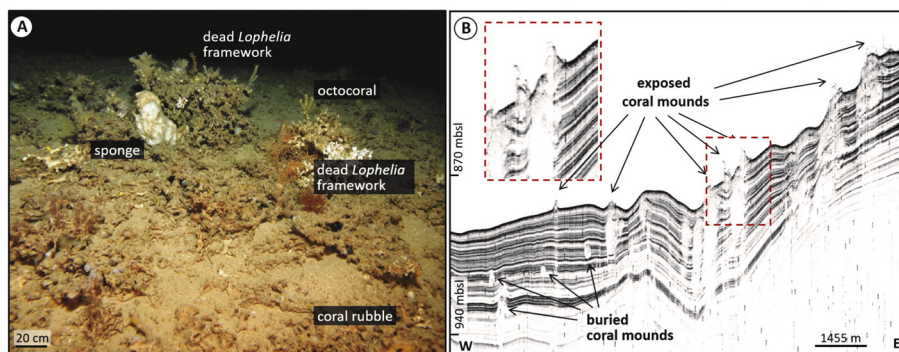 A
dead Lophelia
framework
octocoral
sponge
dead Lophelia
framework
coral rubble
20 cm
B
exposed
coral mounds
870 mbsl
940 mbsl
buried
coral mounds
W
1455 m
E